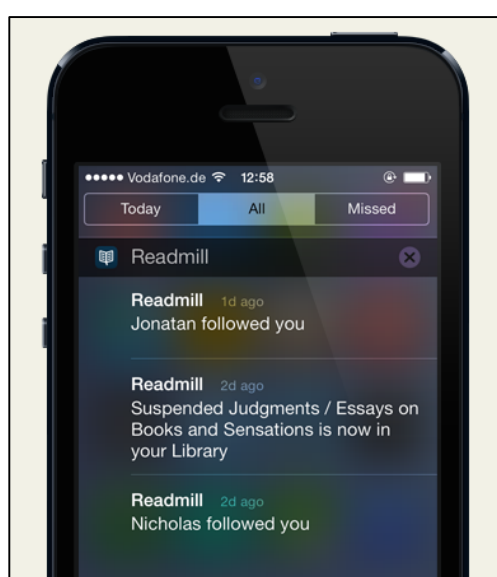 Vodafone.de 12:58
Today All Missed
Readmill
Readmill 1d ago
Jonatan followed you
Readmill 2d ago
Suspended Judgments / Essays on
Books and Sensations is now in
your Library
Readmill 2d ago
Nicholas followed you